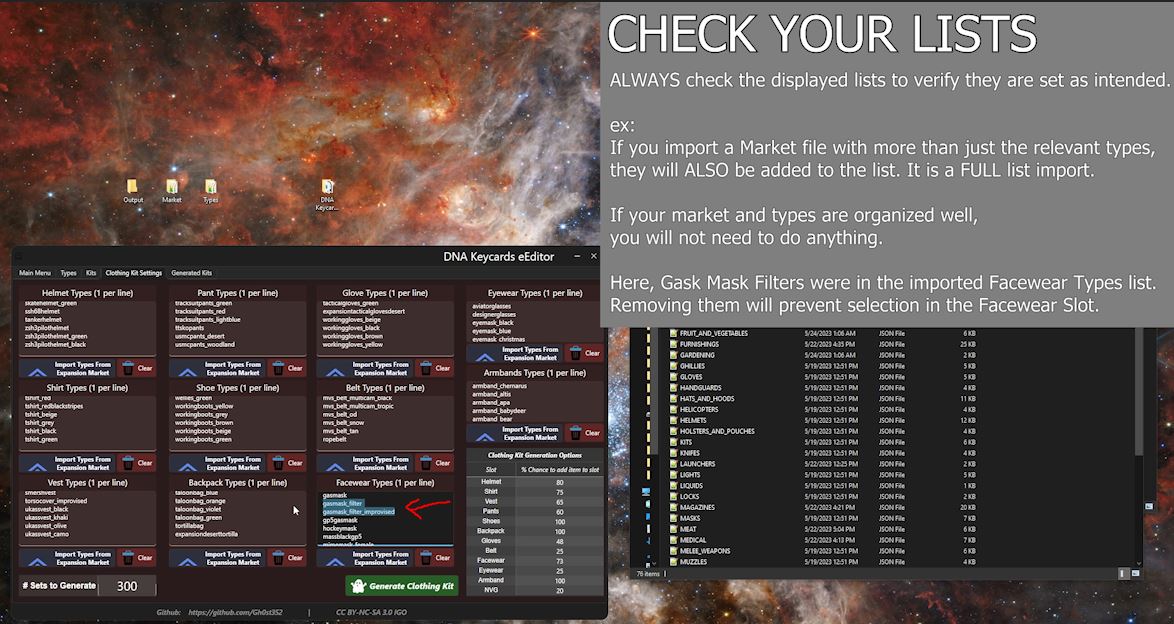 CHECK YOUR LISTS
ALWAYS check the displayed lists to verify they are set as intended.
ex:
If you import a Market file with more than just the relevant types,
they will ALSO be added to the list. It is a FULL list import.
If your market and types are organized well,
you will not need to do anything.
Here, Gask Mask Filters were in the imported Facewear Types list.
Removing them will prevent selection in the Facewear Slot.
Output
Market
Types
DNA
Keycar...
DNA Keycards eEditor
Main Menu Types Kits Clothing Kit Settings Generated Kits
Helmet Types (1 per line)
skatehelmet_green
ssh68helmet
tankerhelmet
zsh3pilothelmet
zsh3pilothelmet_green
zsh3pilothelmet_black
Import Types From
Expansion Market
Clear
Pant Types (1 per line)
tracksuitpants_green
tracksuitpants_red
tracksuitpants_lightblue
ttskopants
usmcpants_desert
usmcpants_woodland
Import Types From
Expansion Market
Clear
Glove Types (1 per line)
tacticalgloves_green
expansiontacticalglovesdesert
workinggloves_beige
workinggloves_black
workinggloves_brown
workinggloves_yellow
Import Types From
Expansion Market
Clear
Eyewear Types (1 per line)
aviatorglasses
designerglasses
eyemask_black
eyemask_blue
eyemask_christmas
Import Types From
Expansion Market
Clear
Shirt Types (1 per line)
tshirt_red
tshirt_redblackstripes
tshirt_beige
tshirt_grey
tshirt_black
tshirt_green
Import Types From
Expansion Market
Clear
Shoe Types (1 per line)
wellies_green
workingboots_yellow
workingboots_grey
workingboots_brown
workingboots_beige
workingboots_green
Import Types From
Expansion Market
Clear
Belt Types (1 per line)
mvs_belt_multicam_black
mvs_belt_multicam_tropic
mvs_belt_od
mvs_belt_snow
mvs_belt_tan
ropebelt
Import Types From
Expansion Market
Clear
Armbands Types (1 per line)
armband_chernarus
armband_altis
armband_apa
armband_babydeer
armband_bear
Import Types From
Expansion Market
Clear
Vest Types (1 per line)
smershvest
torsocover_improvised
ukassvest_black
ukassvest_khaki
ukassvest_olive
ukassvest_camo
Import Types From
Expansion Market
Clear
Backpack Types (1 per line)
taloonbag_blue
taloonbag_orange
taloonbag_violet
taloonbag_green
tortillabag
expansiondeserttortilla
Import Types From
Expansion Market
Clear
Facewear Types (1 per line)
gasmask
gasmask_filter
gasmask_filter_improvised
gp5gasmask
hockeymask
massblackgp5
mimemask_female
Import Types From
Expansion Market
Clear
Clothing Kit Generation Options
Slot % Chance to add item to slot
Helmet 80
Shirt 75
Vest 65
Pants 60
Shoes 100
Backpack 100
Gloves 48
Belt 25
Facewear 73
Eyewear 25
Armband 100
NVG 20
# Sets to Generate 300
Generate Clothing Kit
Github: https://github.com/Gh0st352 | CC BY-NC-SA 3.0 IGO
FRUIT_AND_VEGETABLES 5/24/2023 1:06 AM JSON File 6 KB
FURNISHINGS 5/22/2023 4:35 PM JSON File 25 KB
GARDENING 5/24/2023 1:06 AM JSON File 2 KB
GHILLIES 5/19/2023 12:51 PM JSON File 5 KB
GLOVES 5/19/2023 12:51 PM JSON File 5 KB
HANDGUARDS 5/19/2023 12:51 PM JSON File 4 KB
HATS_AND_HOODS 5/19/2023 12:51 PM JSON File 11 KB
HELICOPTERS 5/19/2023 12:51 PM JSON File 4 KB
HELMETS 5/19/2023 12:51 PM JSON File 12 KB
HOLSTERS_AND_POUCHES 5/19/2023 12:51 PM JSON File 4 KB
KITS 5/19/2023 12:51 PM JSON File 6 KB
KNIFES 5/19/2023 12:51 PM JSON File 4 KB
LAUNCHERS 5/22/2023 12:25 PM JSON File 2 KB
LIGHTS 5/19/2023 12:51 PM JSON File 5 KB
LIQUIDS 5/19/2023 12:51 PM JSON File 1 KB
LOCKS 5/19/2023 12:51 PM JSON File 2 KB
MAGAZINES 5/22/2023 4:07 PM JSON File 21 KB
MASKS 5/19/2023 12:51 PM JSON File 7 KB
MEAT 5/22/2023 5:04 PM JSON File 6 KB
MEDICAL 5/22/2023 4:13 PM JSON File 7 KB
MELEE_WEAPONS 5/19/2023 12:51 PM JSON File 6 KB
MUZZLES 5/19/2023 12:51 PM JSON File 4 KB
76 items